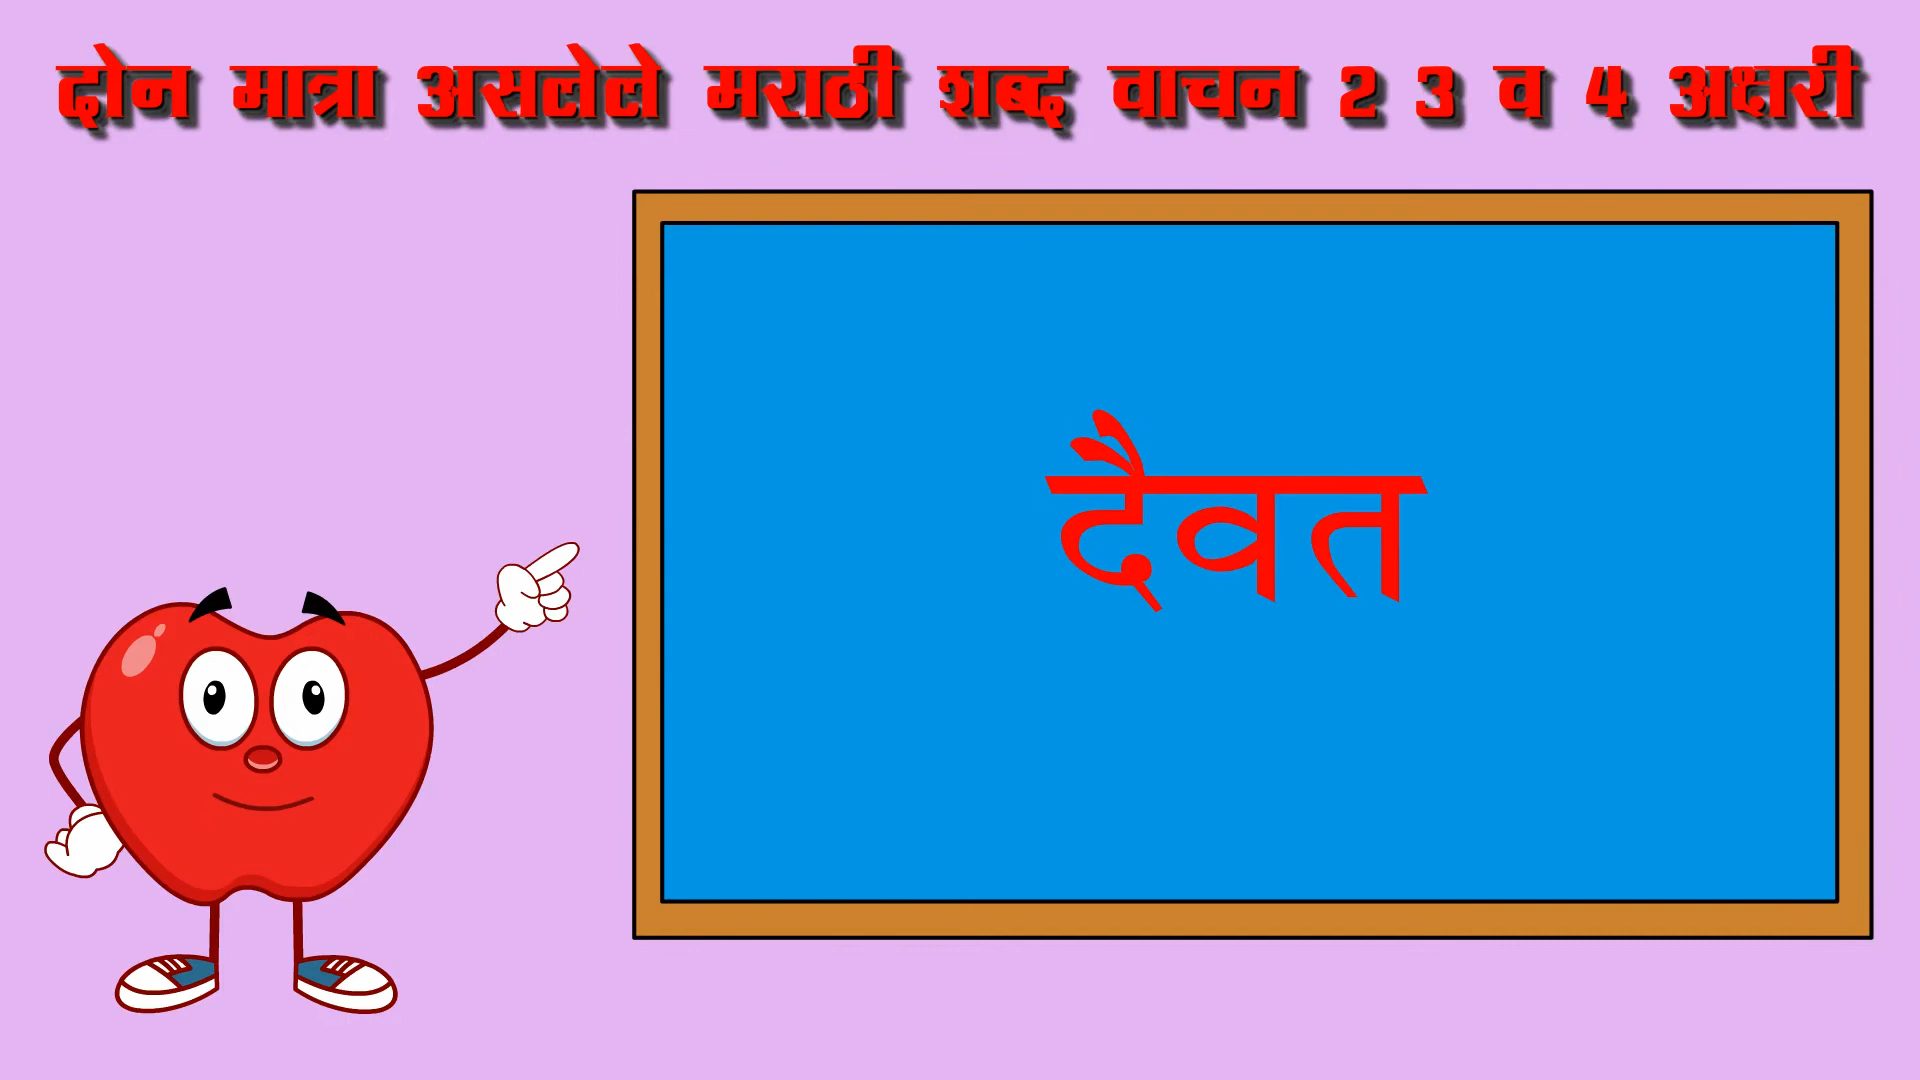 दोन मात्रा असलेले मराठी शब्द वाचन 2 3 व 4 अक्षरी
दैवत